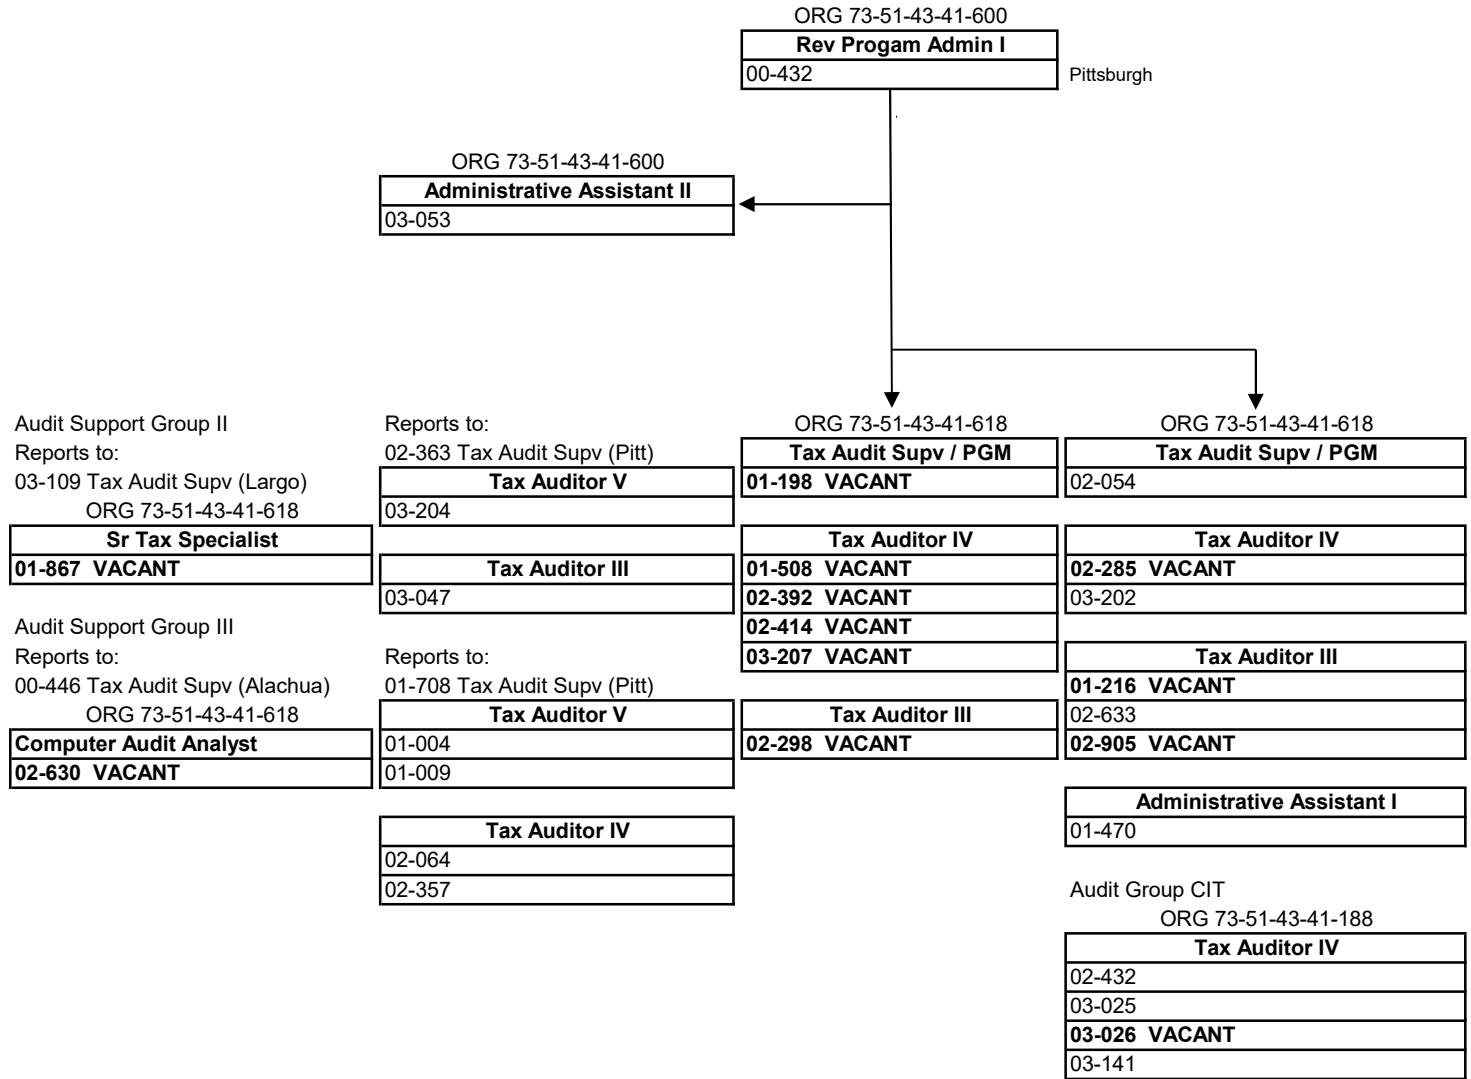 ORG 73-51-43-41-600
Rev Progam Admin I
00-432
Pittsburgh
ORG 73-51-43-41-600
Administrative Assistant II
03-053
Audit Support Group II
Reports to:
03-109 Tax Audit Supv (Largo)
ORG 73-51-43-41-618
Sr Tax Specialist
01-867 VACANT
Audit Support Group III
Reports to:
00-446 Tax Audit Supv (Alachua)
ORG 73-51-43-41-618
Computer Audit Analyst
02-630 VACANT
Reports to:
02-363 Tax Audit Supv (Pitt)
Tax Auditor V
03-204
Tax Auditor III
03-047
Reports to:
01-708 Tax Audit Supv (Pitt)
Tax Auditor V
01-004
01-009
Tax Auditor IV
02-064
02-357
ORG 73-51-43-41-618
Tax Audit Supv / PGM
01-198 VACANT
Tax Auditor IV
01-508 VACANT
02-392 VACANT
02-414 VACANT
03-207 VACANT
Tax Auditor III
02-298 VACANT
ORG 73-51-43-41-618
Tax Audit Supv / PGM
02-054
Tax Auditor IV
02-285 VACANT
03-202
Tax Auditor III
01-216 VACANT
02-633
02-905 VACANT
Administrative Assistant I
01-470
Audit Group CIT
ORG 73-51-43-41-188
Tax Auditor IV
02-432
03-025
03-026 VACANT
03-141